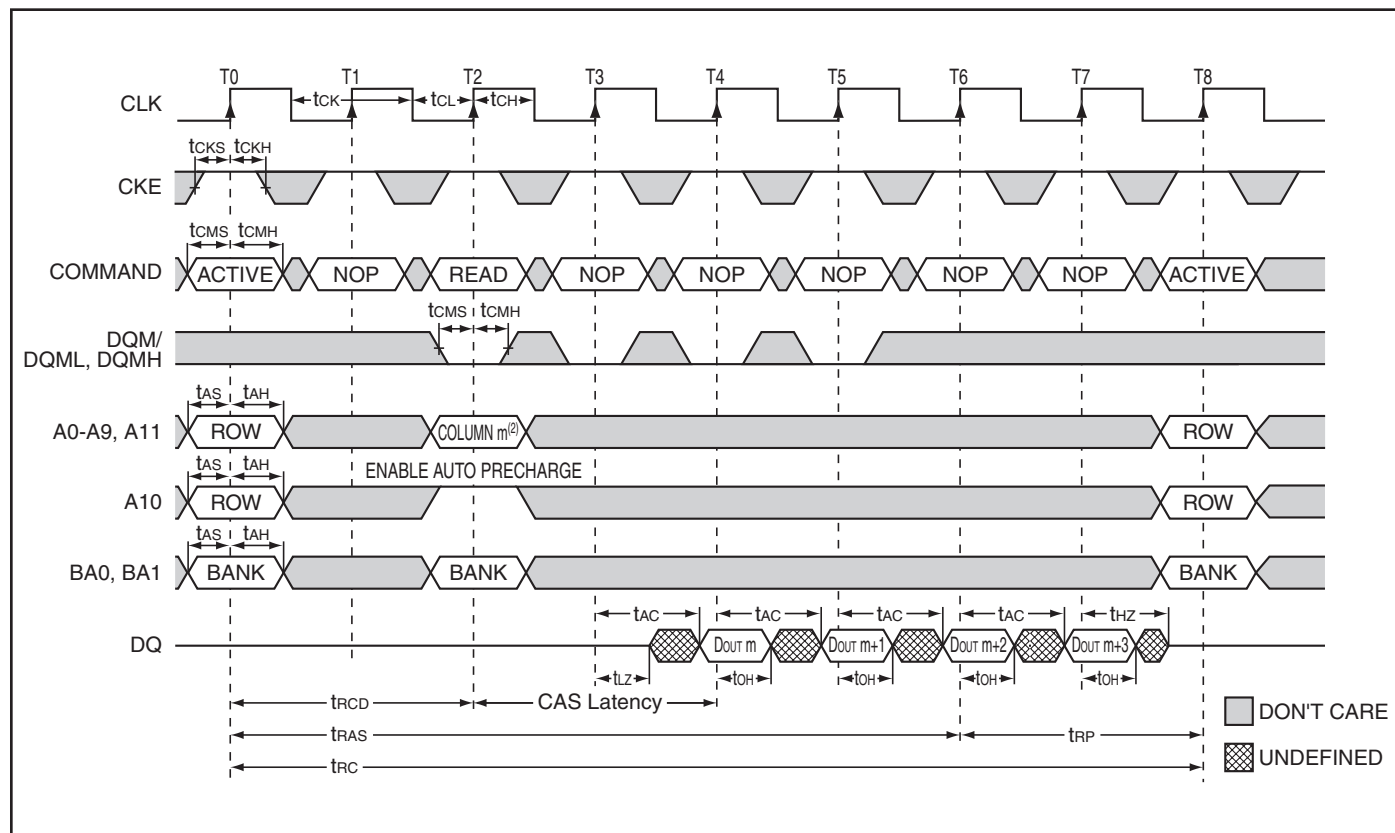 T0 T1 T2 T3 T4 T5 T6 T7 T8
CLK tCK tCL tCH
tCKS tCKH
CKE
tCMS tCMH
COMMAND ACTIVE NOP READ NOP NOP NOP NOP NOP ACTIVE
tCMS tCMH
DQM/
DQML, DQMH
tAS tAH
A0-A9, A11 ROW COLUMN m(2) ROW
tAS tAH ENABLE AUTO PRECHARGE
A10 ROW ROW
tAS tAH
BA0, BA1 BANK BANK BANK
tAC tAC tAC tAC tHZ
DQ DOUT m DOUT m+1 DOUT m+2 DOUT m+3
tLZ tOH tOH tOH tOH
tRCD CAS Latency
DON'T CARE
tRAS tRP
UNDEFINED
tRC